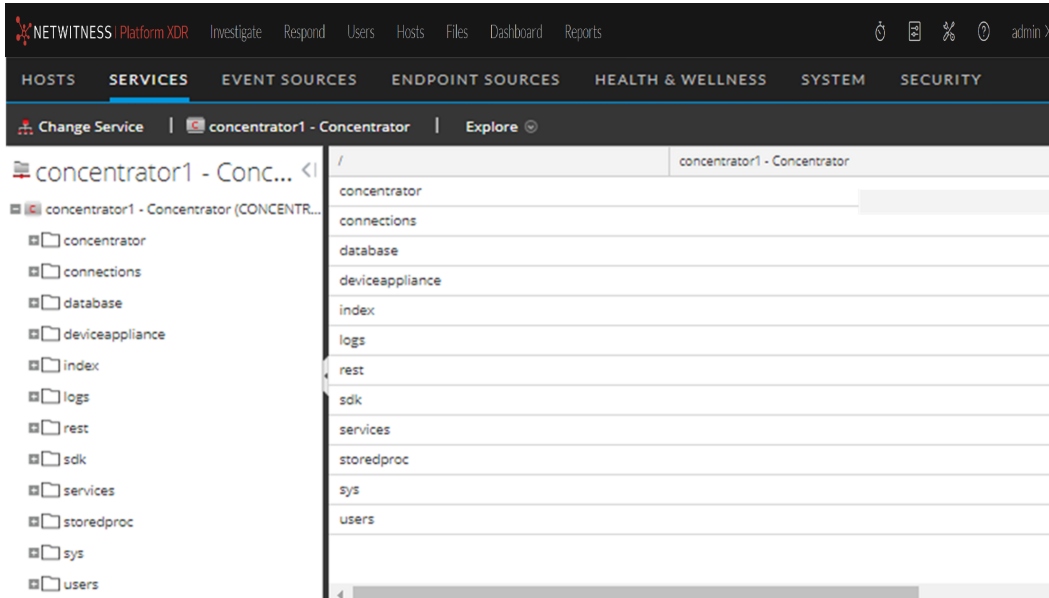 NETWITNESS | Platform XDR Investigate Respond Users Hosts Files Dashboard Reports admin
HOSTS SERVICES EVENT SOURCES ENDPOINT SOURCES HEALTH & WELLNESS SYSTEM SECURITY
Change Service | C concentrator1 - Concentrator | Explore
concentrator1 - Conc...
C concentrator1 - Concentrator (CONCENTR...
concentrator
connections
database
deviceappliance
index
logs
rest
sdk
services
storedproc
sys
users
/ concentrator1 - Concentrator
concentrator
connections
database
deviceappliance
index
logs
rest
sdk
services
storedproc
sys
users